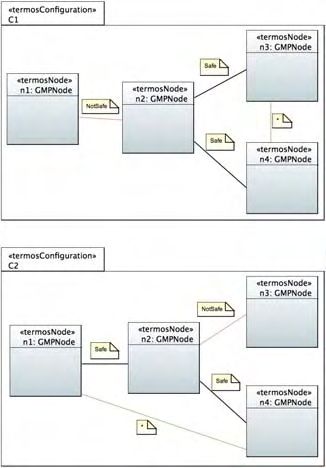 «termosConfiguration»
C1
«termosNode»
n3: GMPNode
Safe
«termosNode»
n1: GMPNode
«termosNode»
n2: GMPNode
NotSafe
*
Safe
«termosNode»
n4: GMPNode
«termosConfiguration»
C2
«termosNode»
n3: GMPNode
NotSafe
«termosNode»
n1: GMPNode
«termosNode»
n2: GMPNode
Safe
Safe
«termosNode»
n4: GMPNode
*